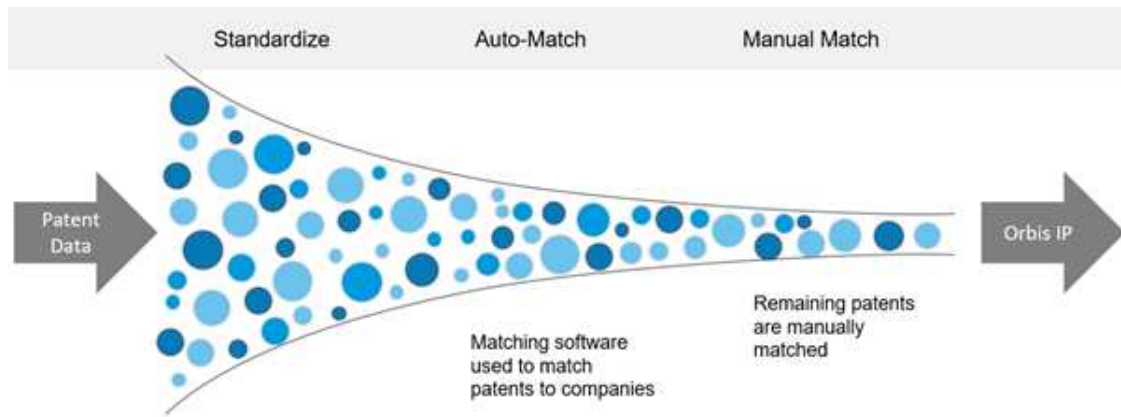 Standardize
Auto-Match
Manual Match
Patent
Data
Orbis IP
Matching software
used to match
patents to companies
Remaining patents
are manually
matched